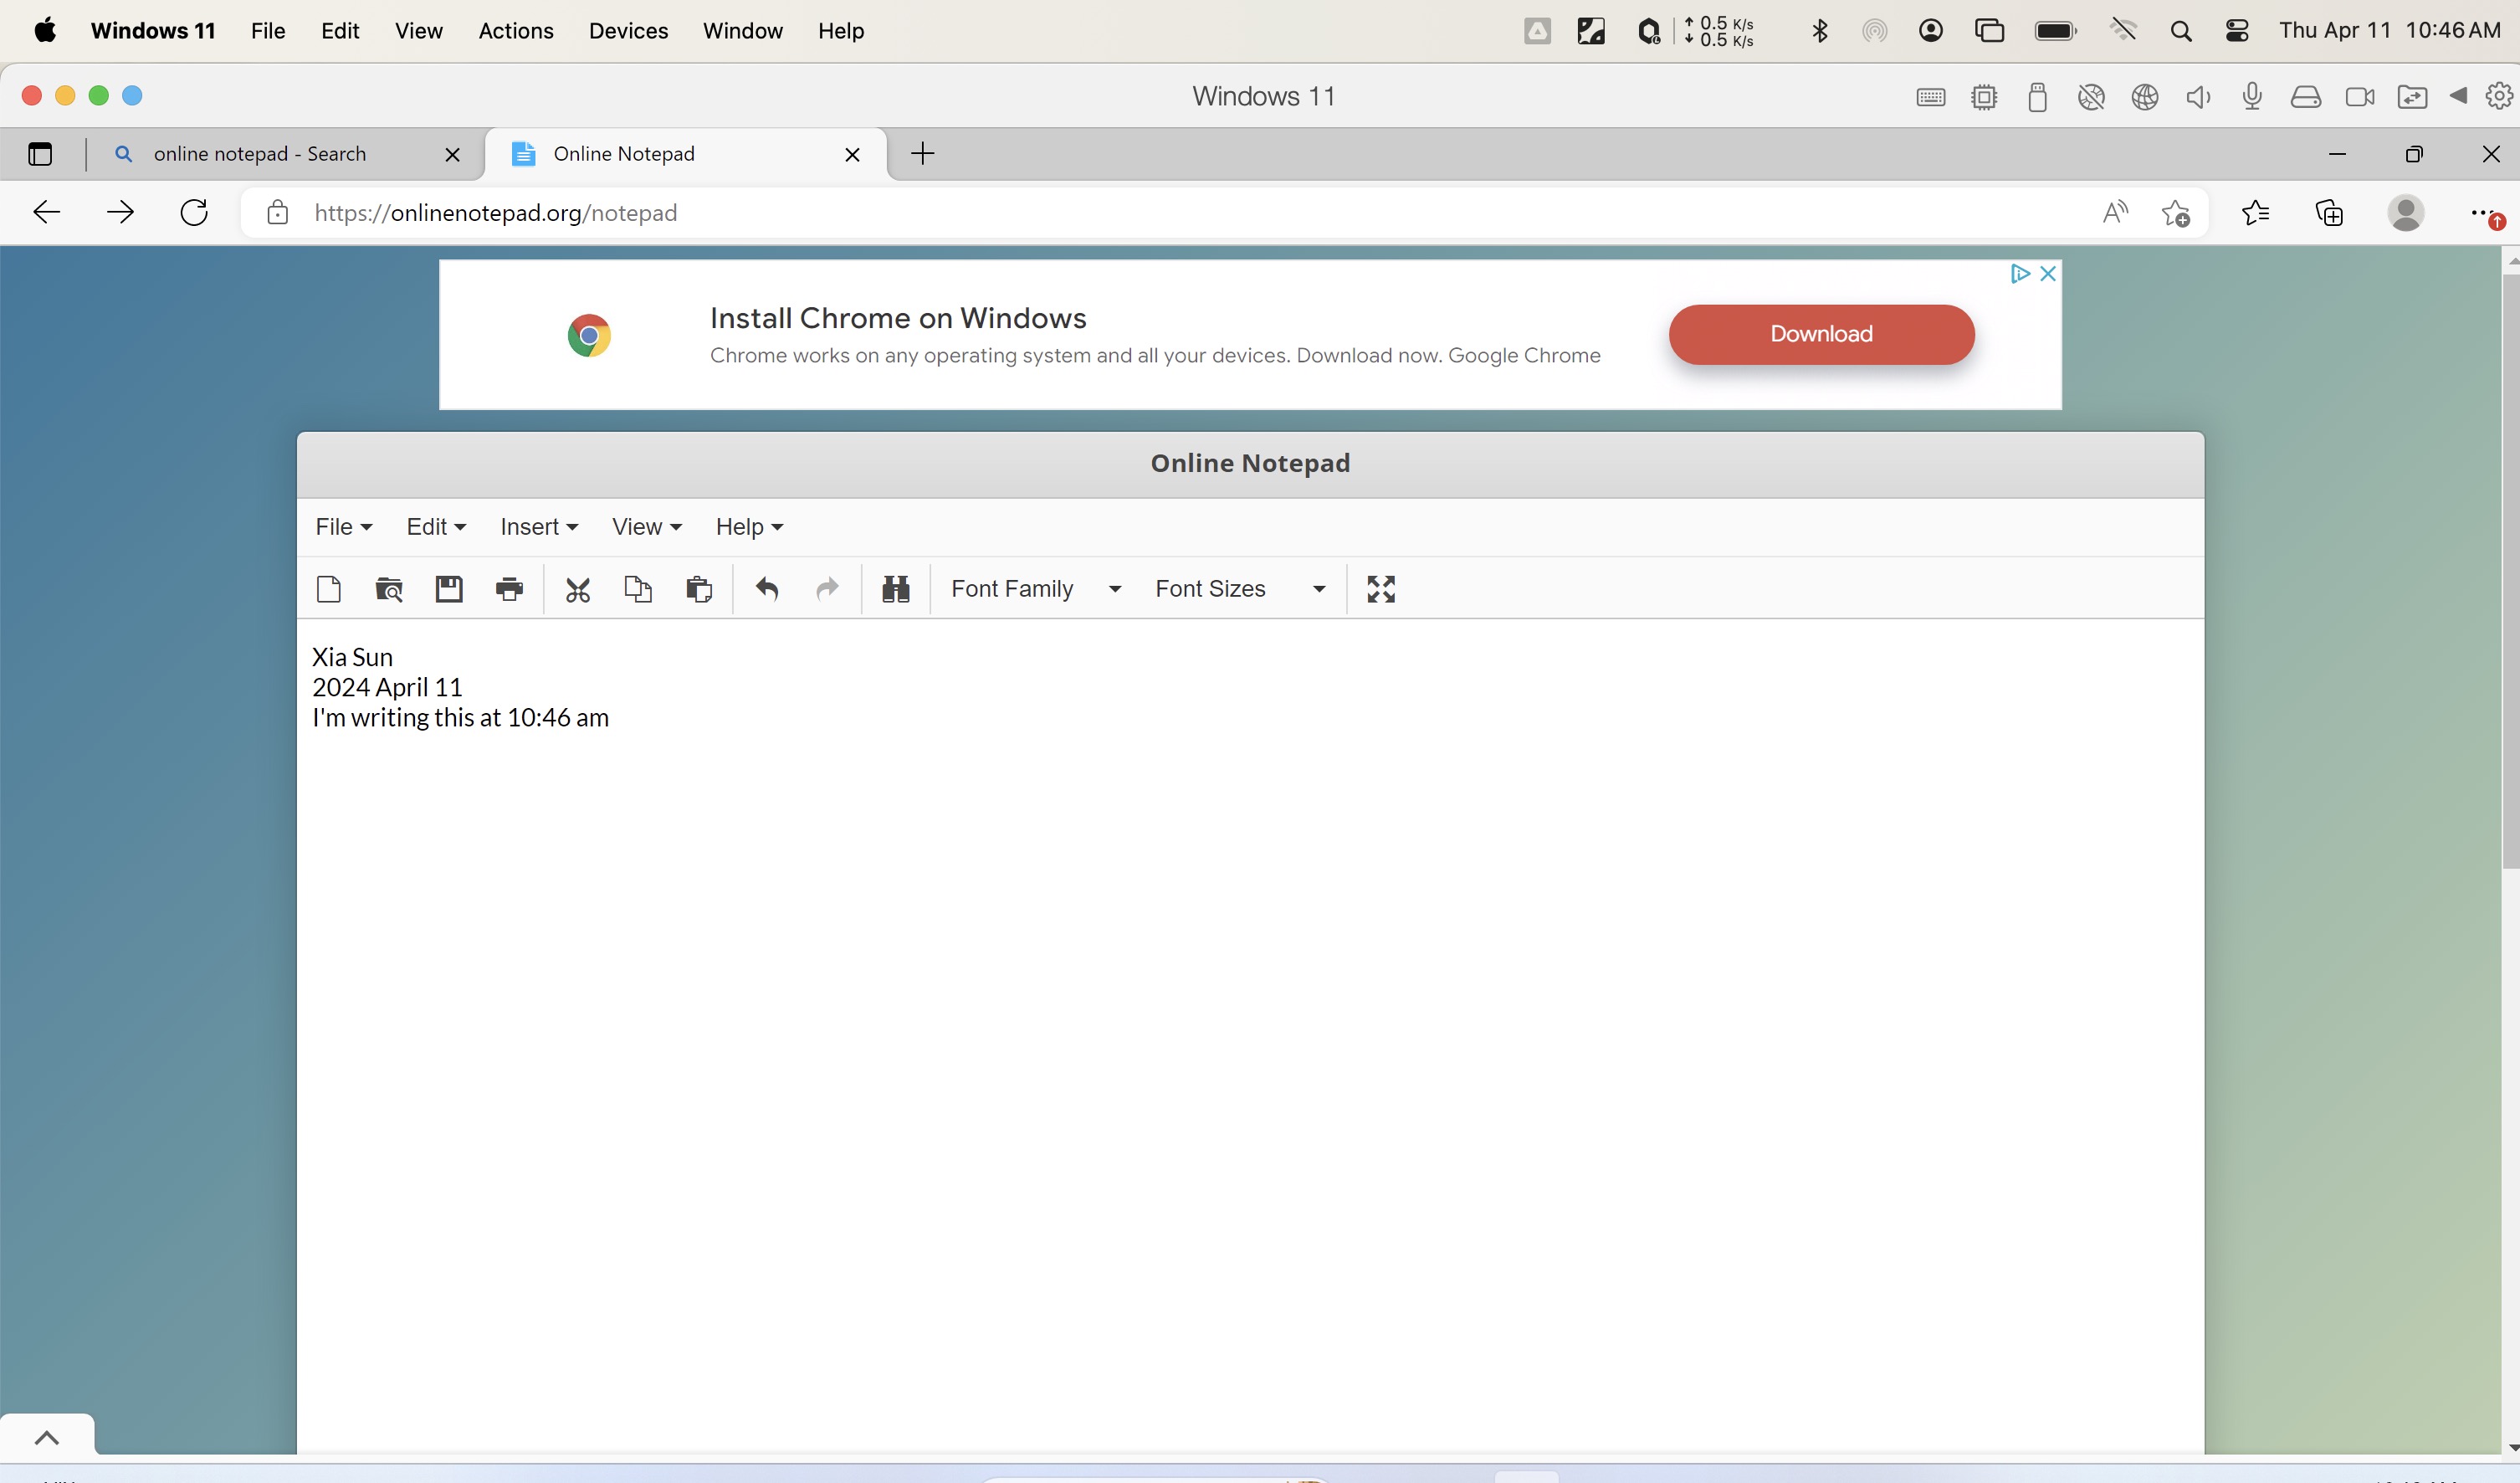 Windows 11 File Edit View Actions Devices Window Help 0.5 K/s 0.5 K/s Thu Apr 11 10:46 AM
Windows 11
online notepad - Search Online Notepad
https://onlinenotepad.org/notepad
Install Chrome on Windows
Chrome works on any operating system and all your devices. Download now. Google Chrome
Download
Online Notepad
File Edit Insert View Help
Font Family Font Sizes
Xia Sun
2024 April 11
I'm writing this at 10:46 am